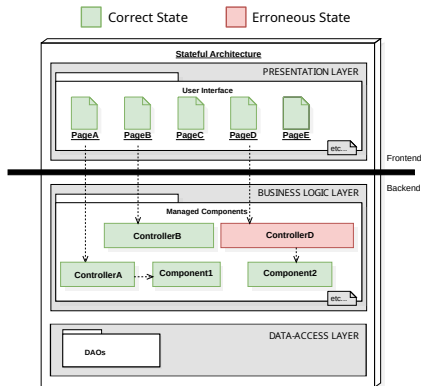 Correct State
Erroneous State
Stateful Architecture
PRESENTATION LAYER
User Interface
PageA
PageB
PageC
PageD
PageE
etc...
Frontend
Backend
BUSINESS LOGIC LAYER
Managed Components
ControllerB
ControllerD
ControllerA
Component1
Component2
etc...
DATA-ACCESS LAYER
DAOs